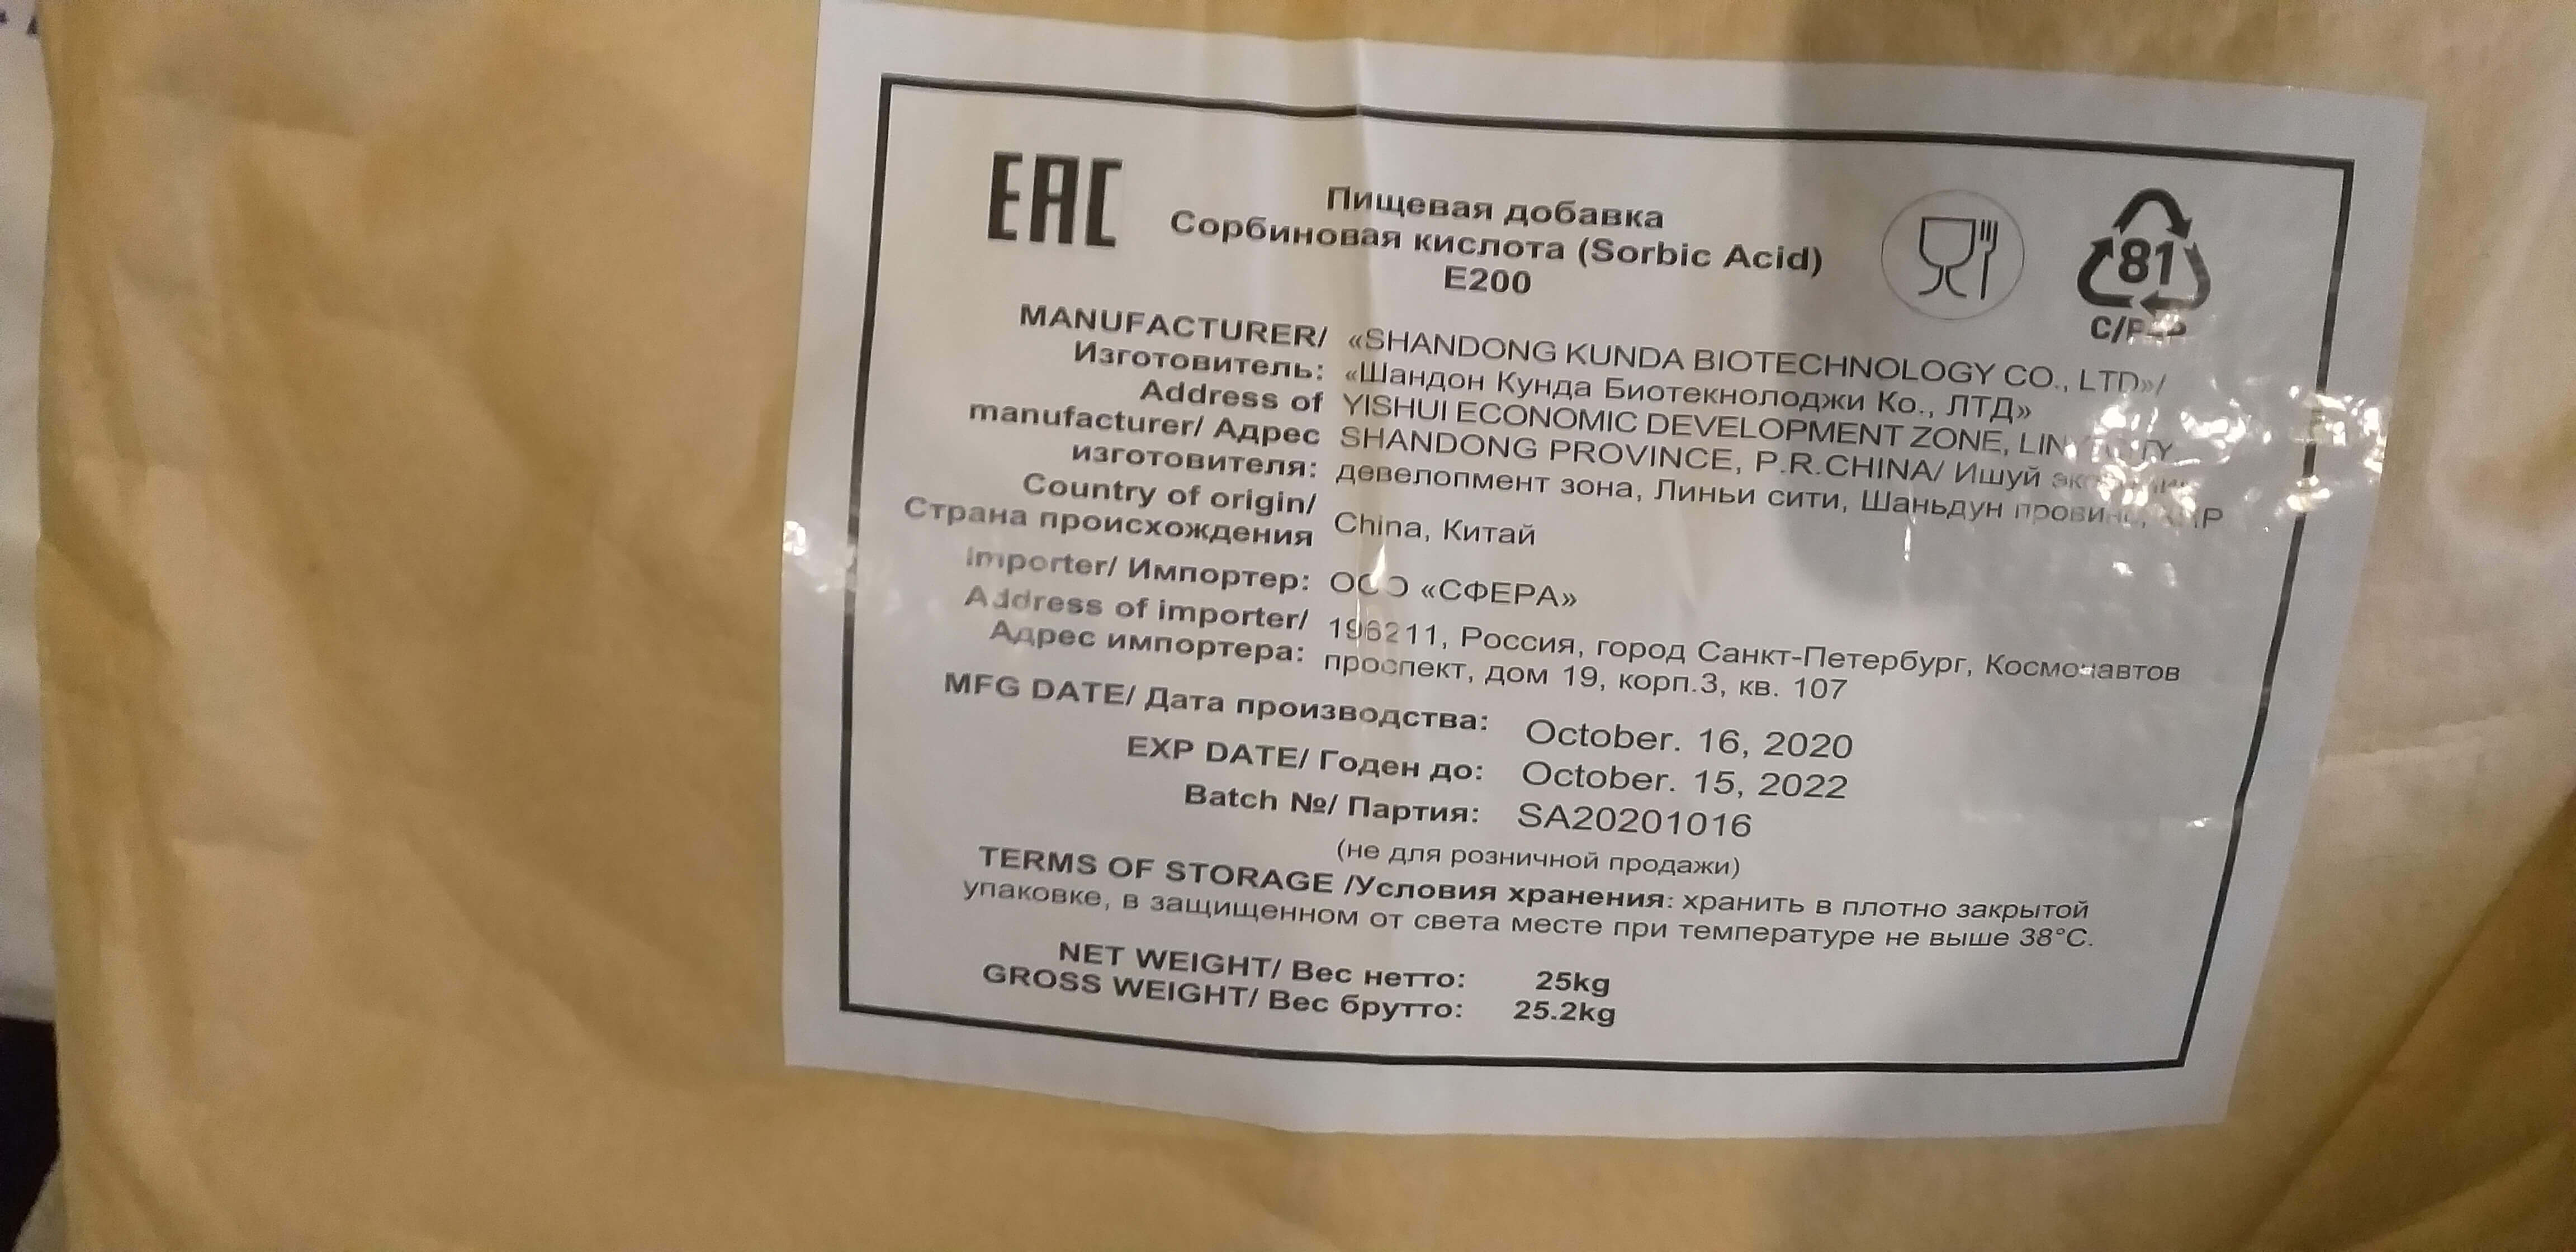 EAC
Пищевая добавка
Сорбиновая кислота (Sorbic Acid)
E200
81
MANUFACTURER/ «SHANDONG KUNDA BIOTECHNOLOGY CO., LTD»/
Изготовитель: «Шандон Кунда Биотекнолоджи Ко., ЛТД»
Address of YISHUI ECONOMIC DEVELOPMENT ZONE,
manufacturer/ Адрес SHANDONG PROVINCE, P.R.CHINA/ Ишуй
изготовителя: девелопмент зона, Линьи сити, Шаньдун
Country of origin/
Страна происхождения China, Китай
Importer/ Импортер: ООО «СФЕРА»
Address of importer/ 196211, Россия, город Санкт-Петербург, Космонавтов
Адрес импортера: проспект, дом 19, корп.3, кв. 107
MFG DATE/ Дата производства: October. 16, 2020
EXP DATE/ Годен до: October. 15, 2022
Batch №/ Партия: SA20201016
(не для розничной продажи)
TERMS OF STORAGE /Условия хранения: хранить в плотно закрытой
упаковке, в защищенном от света месте при температуре не выше 38°C.
NET WEIGHT/ Вес нетто: 25kg
GROSS WEIGHT/ Вес брутто: 25.2kg